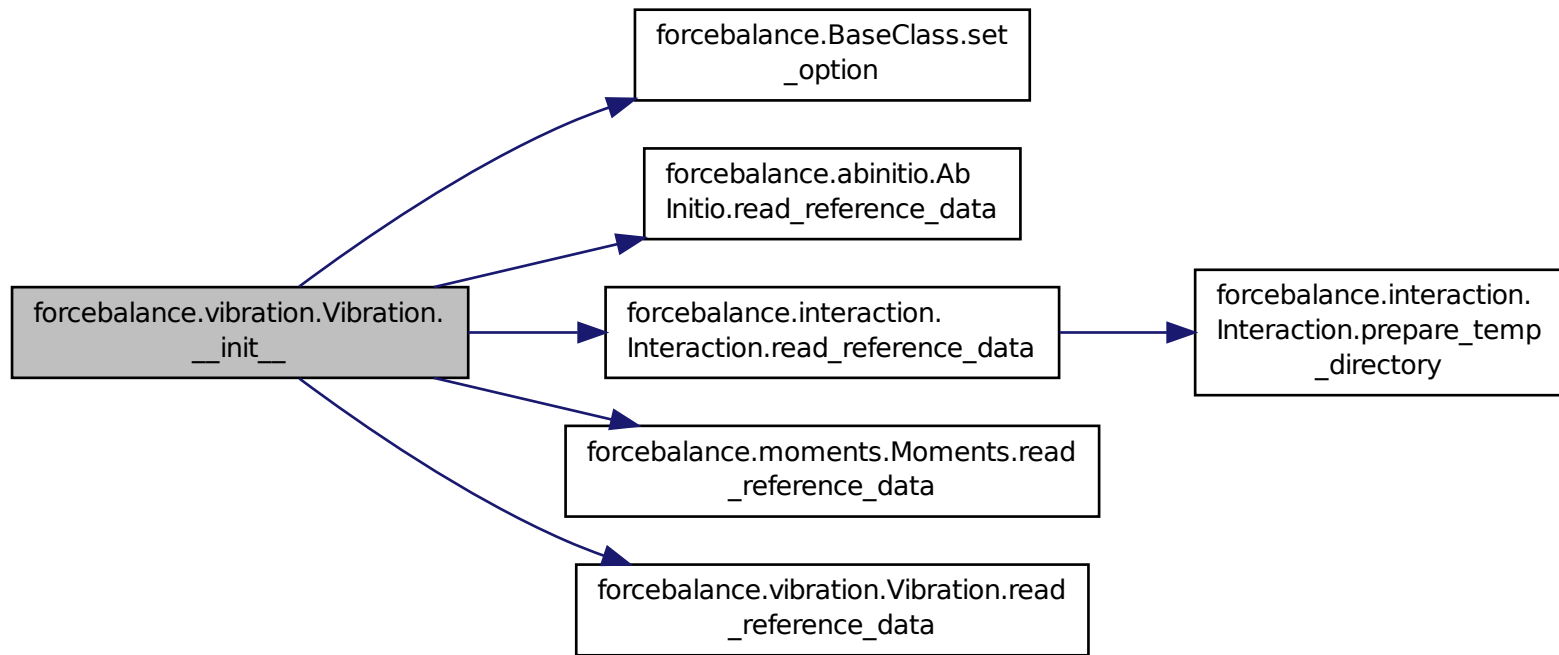 forcebalance.BaseClass.set
_option
forcebalance.abinitio.Ab
Initio.read_reference_data
forcebalance.vibration.Vibration.
__init__
forcebalance.interaction.
Interaction.read_reference_data
forcebalance.interaction.
Interaction.prepare_temp
_directory
forcebalance.moments.Moments.read
_reference_data
forcebalance.vibration.Vibration.read
_reference_data